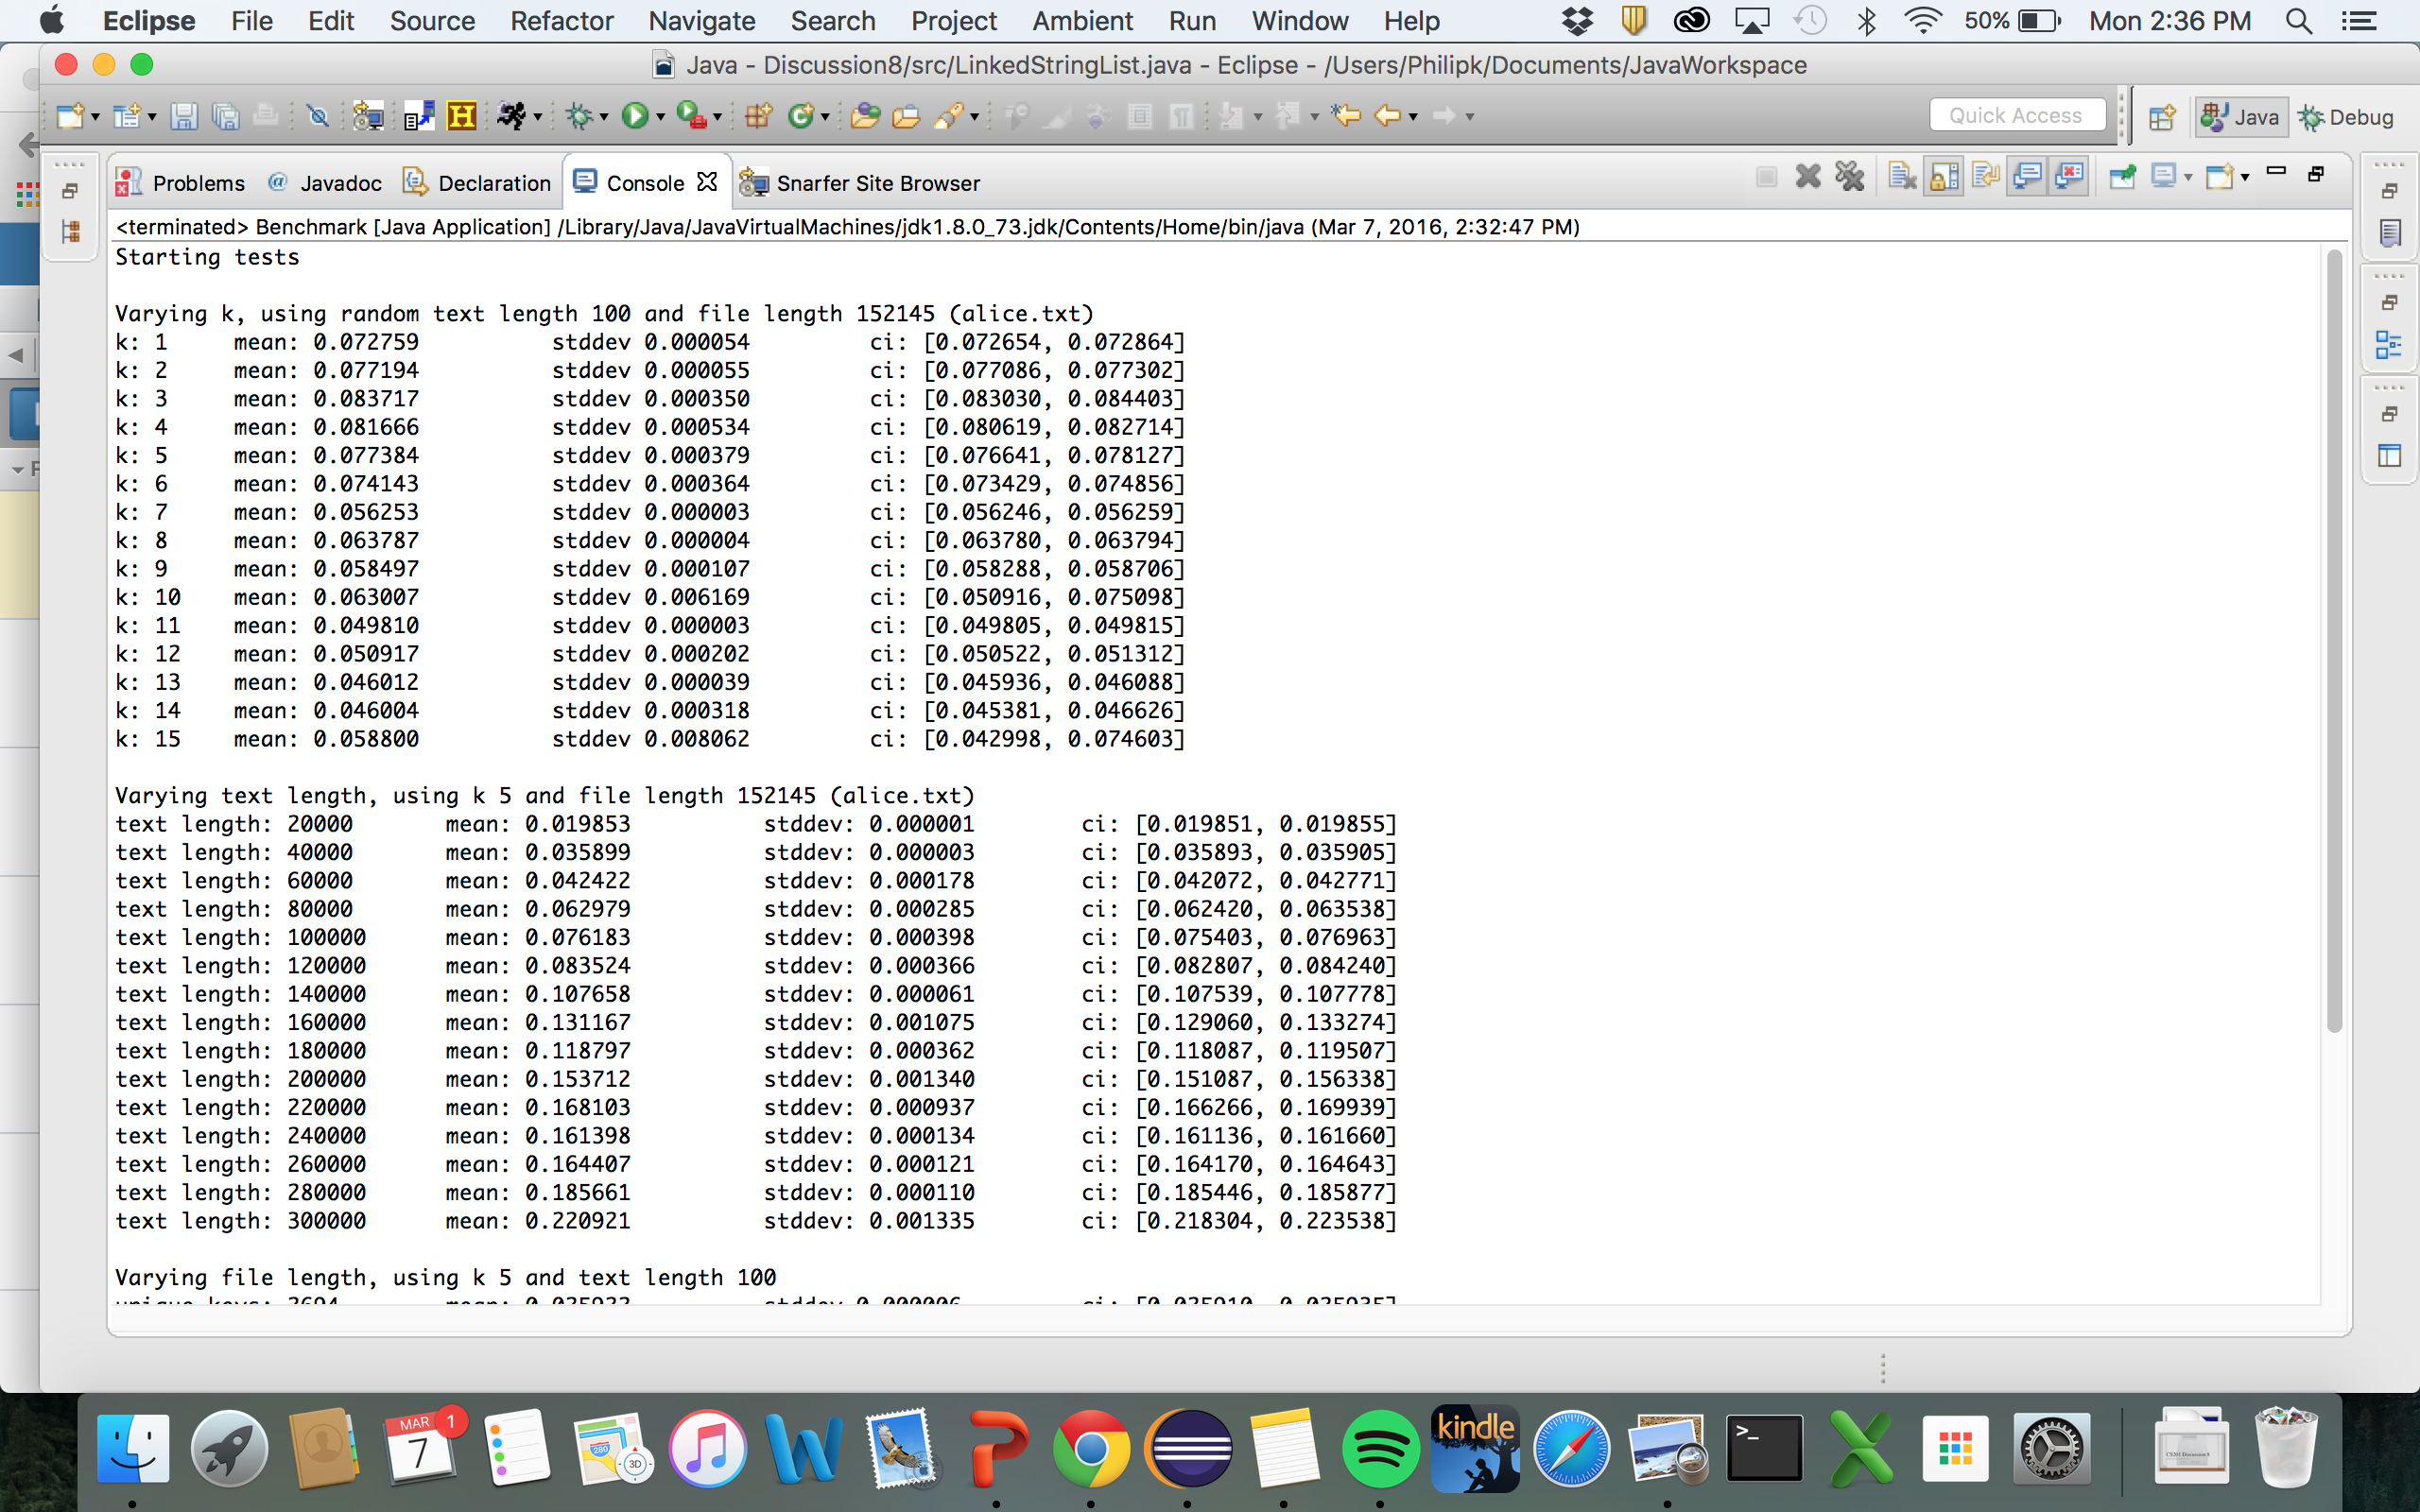 Eclipse File Edit Source Refactor Navigate Search Project Ambient Run Window Help 50% Mon 2:36 PM
Java - Discussion8/src/LinkedStringList.java - Eclipse - /Users/Philipk/Documents/JavaWorkspace
Quick Access Java Debug
Problems Javadoc Declaration Console Snarfer Site Browser
<terminated> Benchmark [Java Application] /Library/Java/JavaVirtualMachines/jdk1.8.0_73.jdk/Contents/Home/bin/java (Mar 7, 2016, 2:32:47 PM)
Starting tests
Varying k, using random text length 100 and file length 152145 (alice.txt)
k: 1 mean: 0.072759 stddev 0.000054 ci: [0.072654, 0.072864]
k: 2 mean: 0.077194 stddev 0.000055 ci: [0.077086, 0.077302]
k: 3 mean: 0.083717 stddev 0.000350 ci: [0.083030, 0.084403]
k: 4 mean: 0.081666 stddev 0.000534 ci: [0.080619, 0.082714]
k: 5 mean: 0.077384 stddev 0.000379 ci: [0.076641, 0.078127]
k: 6 mean: 0.074143 stddev 0.000364 ci: [0.073429, 0.074856]
k: 7 mean: 0.056253 stddev 0.000003 ci: [0.056246, 0.056259]
k: 8 mean: 0.063787 stddev 0.000004 ci: [0.063780, 0.063794]
k: 9 mean: 0.058497 stddev 0.000107 ci: [0.058288, 0.058706]
k: 10 mean: 0.063007 stddev 0.006169 ci: [0.050916, 0.075098]
k: 11 mean: 0.049810 stddev 0.000003 ci: [0.049805, 0.049815]
k: 12 mean: 0.050917 stddev 0.000202 ci: [0.050522, 0.051312]
k: 13 mean: 0.046012 stddev 0.000039 ci: [0.045936, 0.046088]
k: 14 mean: 0.046004 stddev 0.000318 ci: [0.045381, 0.046626]
k: 15 mean: 0.058800 stddev 0.008062 ci: [0.042998, 0.074603]
Varying text length, using k 5 and file length 152145 (alice.txt)
text length: 20000 mean: 0.019853 stddev: 0.000001 ci: [0.019851, 0.019855]
text length: 40000 mean: 0.035899 stddev: 0.000003 ci: [0.035893, 0.035905]
text length: 60000 mean: 0.042422 stddev: 0.000178 ci: [0.042072, 0.042771]
text length: 80000 mean: 0.062979 stddev: 0.000285 ci: [0.062420, 0.063538]
text length: 100000 mean: 0.076183 stddev: 0.000398 ci: [0.075403, 0.076963]
text length: 120000 mean: 0.083524 stddev: 0.000366 ci: [0.082807, 0.084240]
text length: 140000 mean: 0.107658 stddev: 0.000061 ci: [0.107539, 0.107778]
text length: 160000 mean: 0.131167 stddev: 0.001075 ci: [0.129060, 0.133274]
text length: 180000 mean: 0.118797 stddev: 0.000362 ci: [0.118087, 0.119507]
text length: 200000 mean: 0.153712 stddev: 0.001340 ci: [0.151087, 0.156338]
text length: 220000 mean: 0.168103 stddev: 0.000937 ci: [0.166266, 0.169939]
text length: 240000 mean: 0.161398 stddev: 0.000134 ci: [0.161136, 0.161660]
text length: 260000 mean: 0.164407 stddev: 0.000121 ci: [0.164170, 0.164643]
text length: 280000 mean: 0.185661 stddev: 0.000110 ci: [0.185446, 0.185877]
text length: 300000 mean: 0.220921 stddev: 0.001335 ci: [0.218304, 0.223538]
Varying file length, using k 5 and text length 100
MAR 1
7
280
3D
kindle